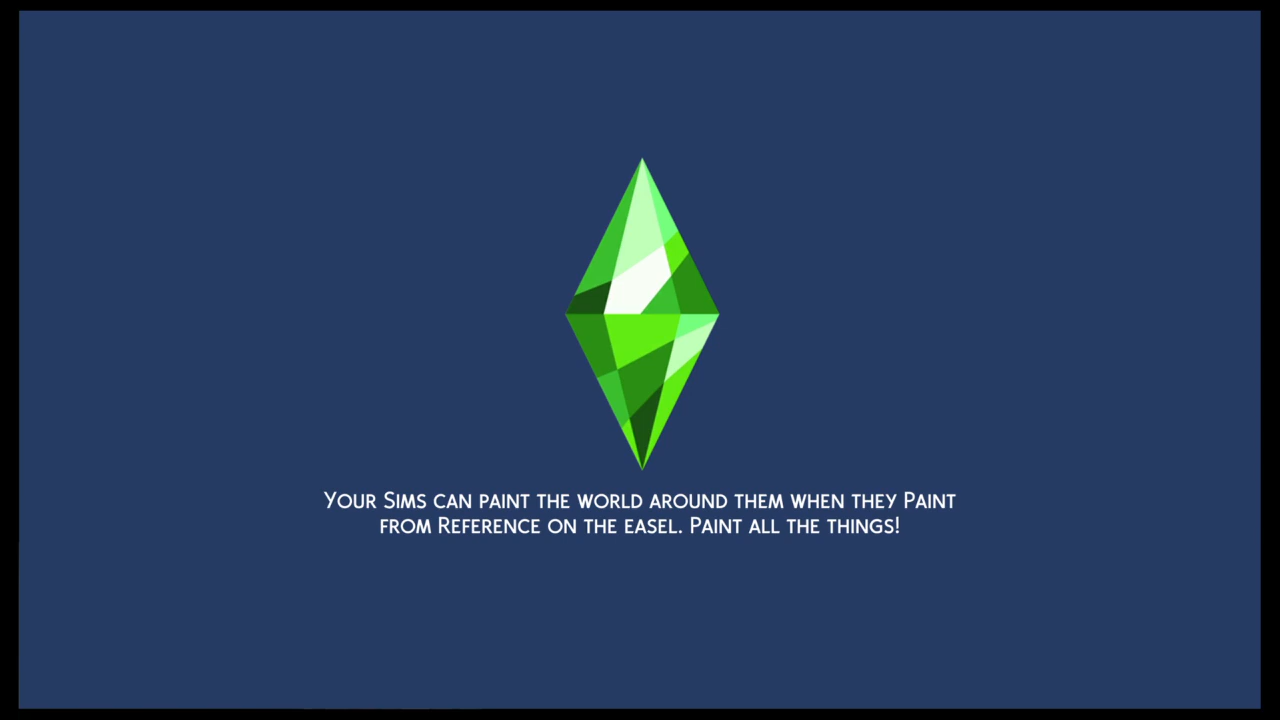 Your Sims can paint the world around them when they Paint
from Reference on the easel. Paint all the things!